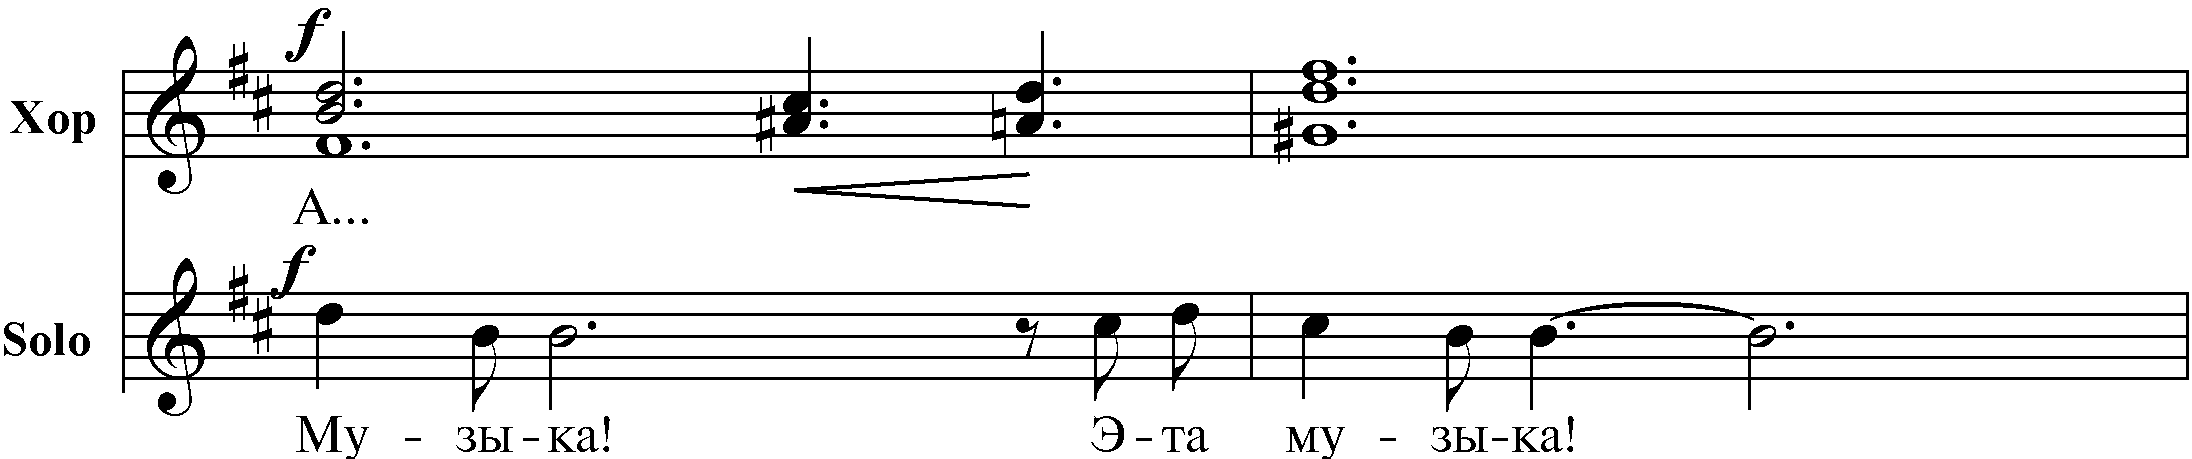 f
Хор
А...
f
Solo
Му - зы - ка! Э - та му - зы - ка!